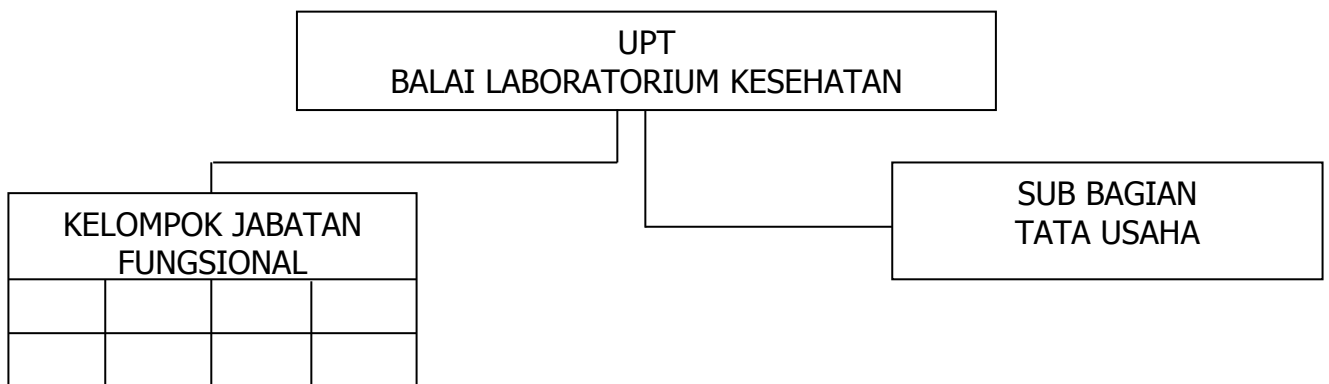 UPT
BALAI LABORATORIUM KESEHATAN
KELOMPOK JABATAN
FUNGSIONAL
SUB BAGIAN
TATA USAHA